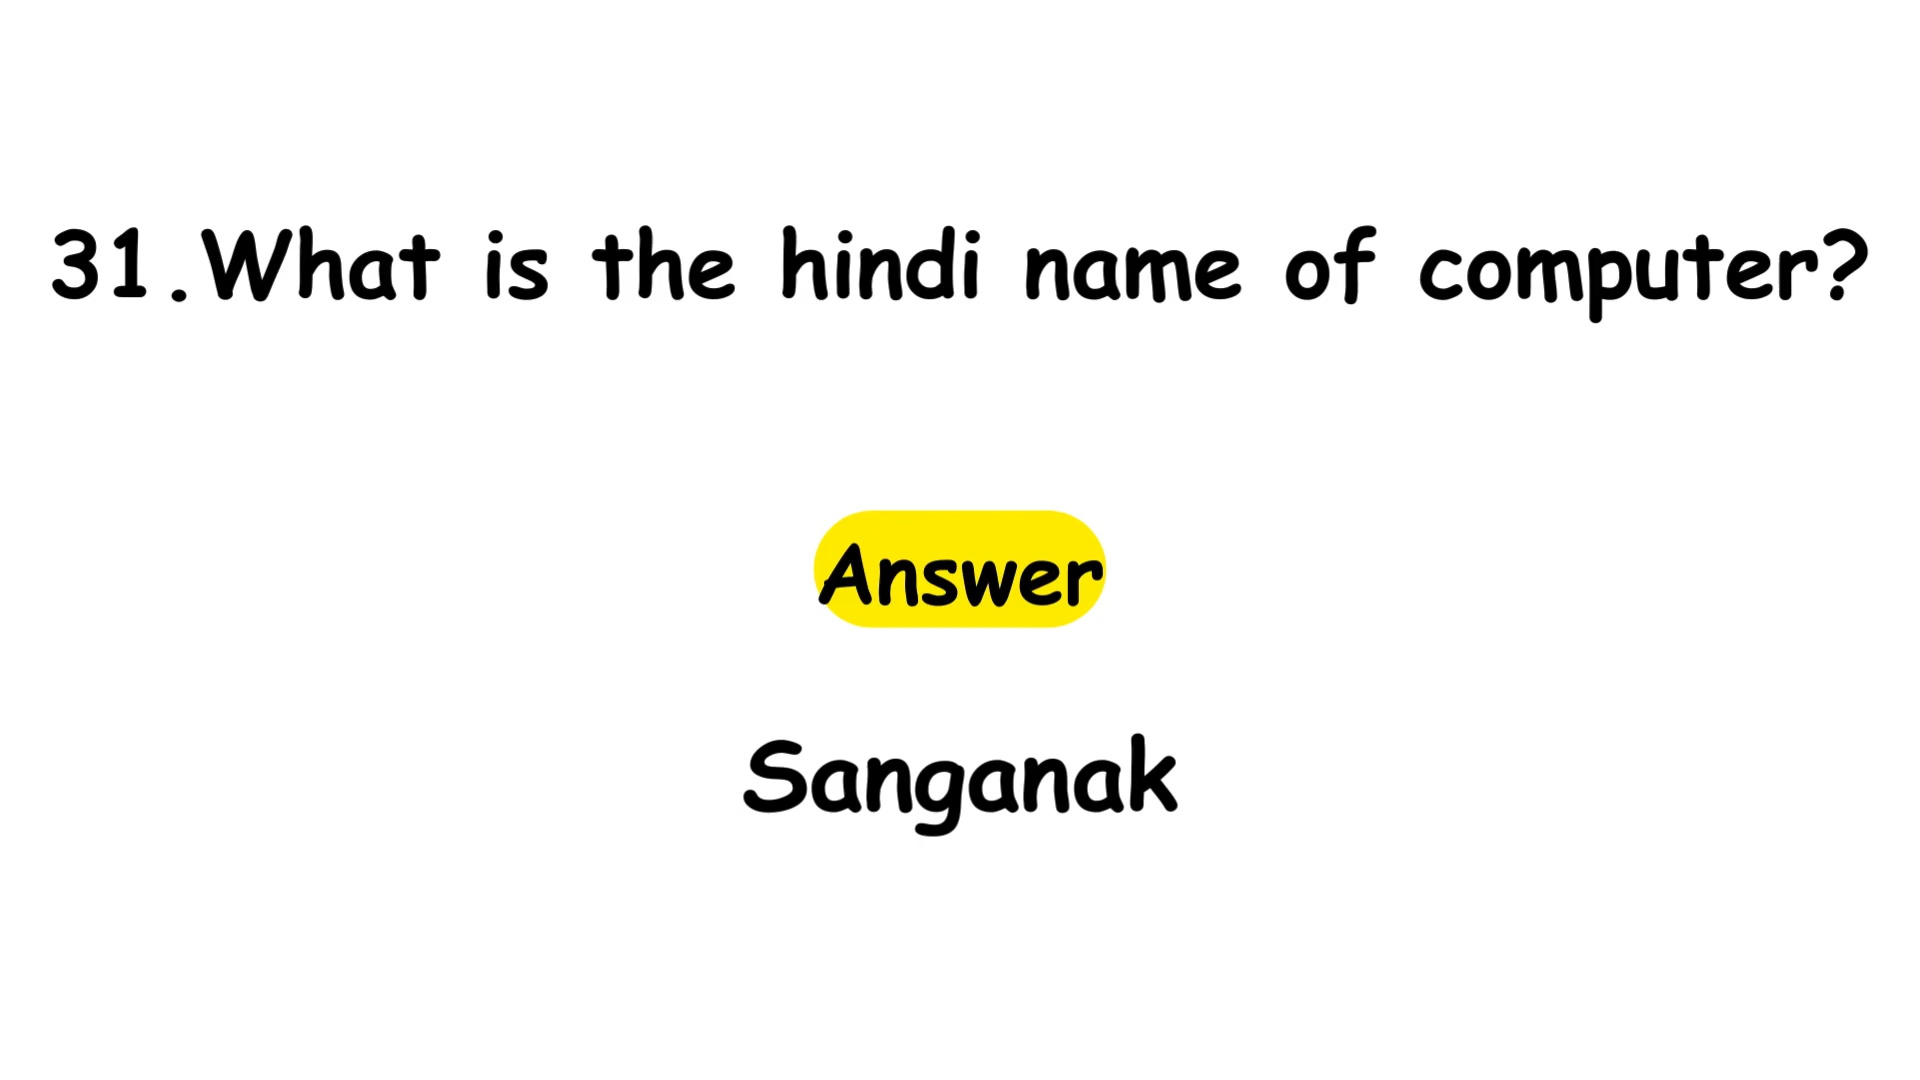 31.What is the hindi name of computer?
Answer
Sanganak